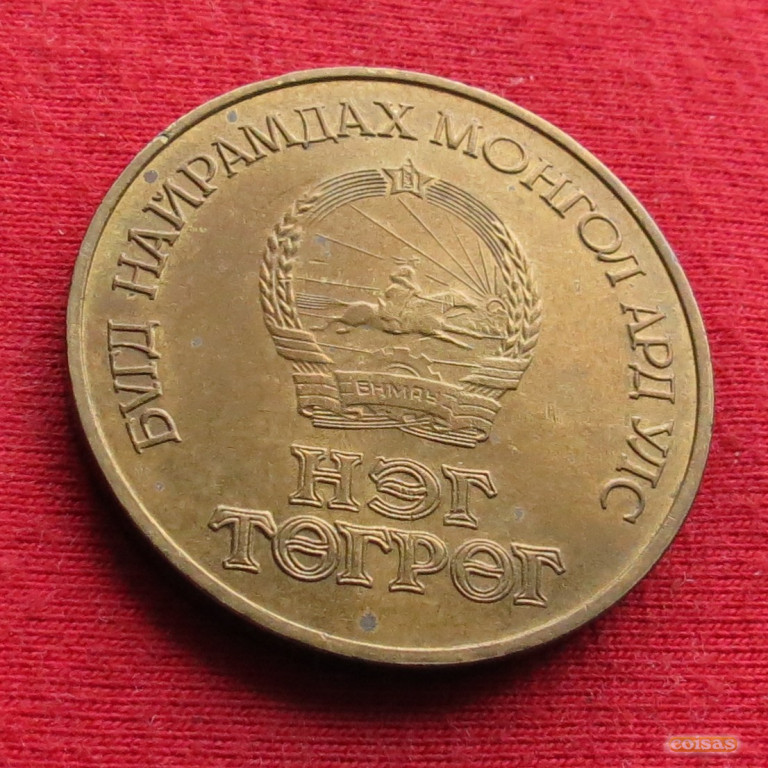 БҮГД НАЙРАМДАХ МОНГОЛ АРД УЛС
БНМАУ
НЭГ
ТӨГРӨГ
coisas